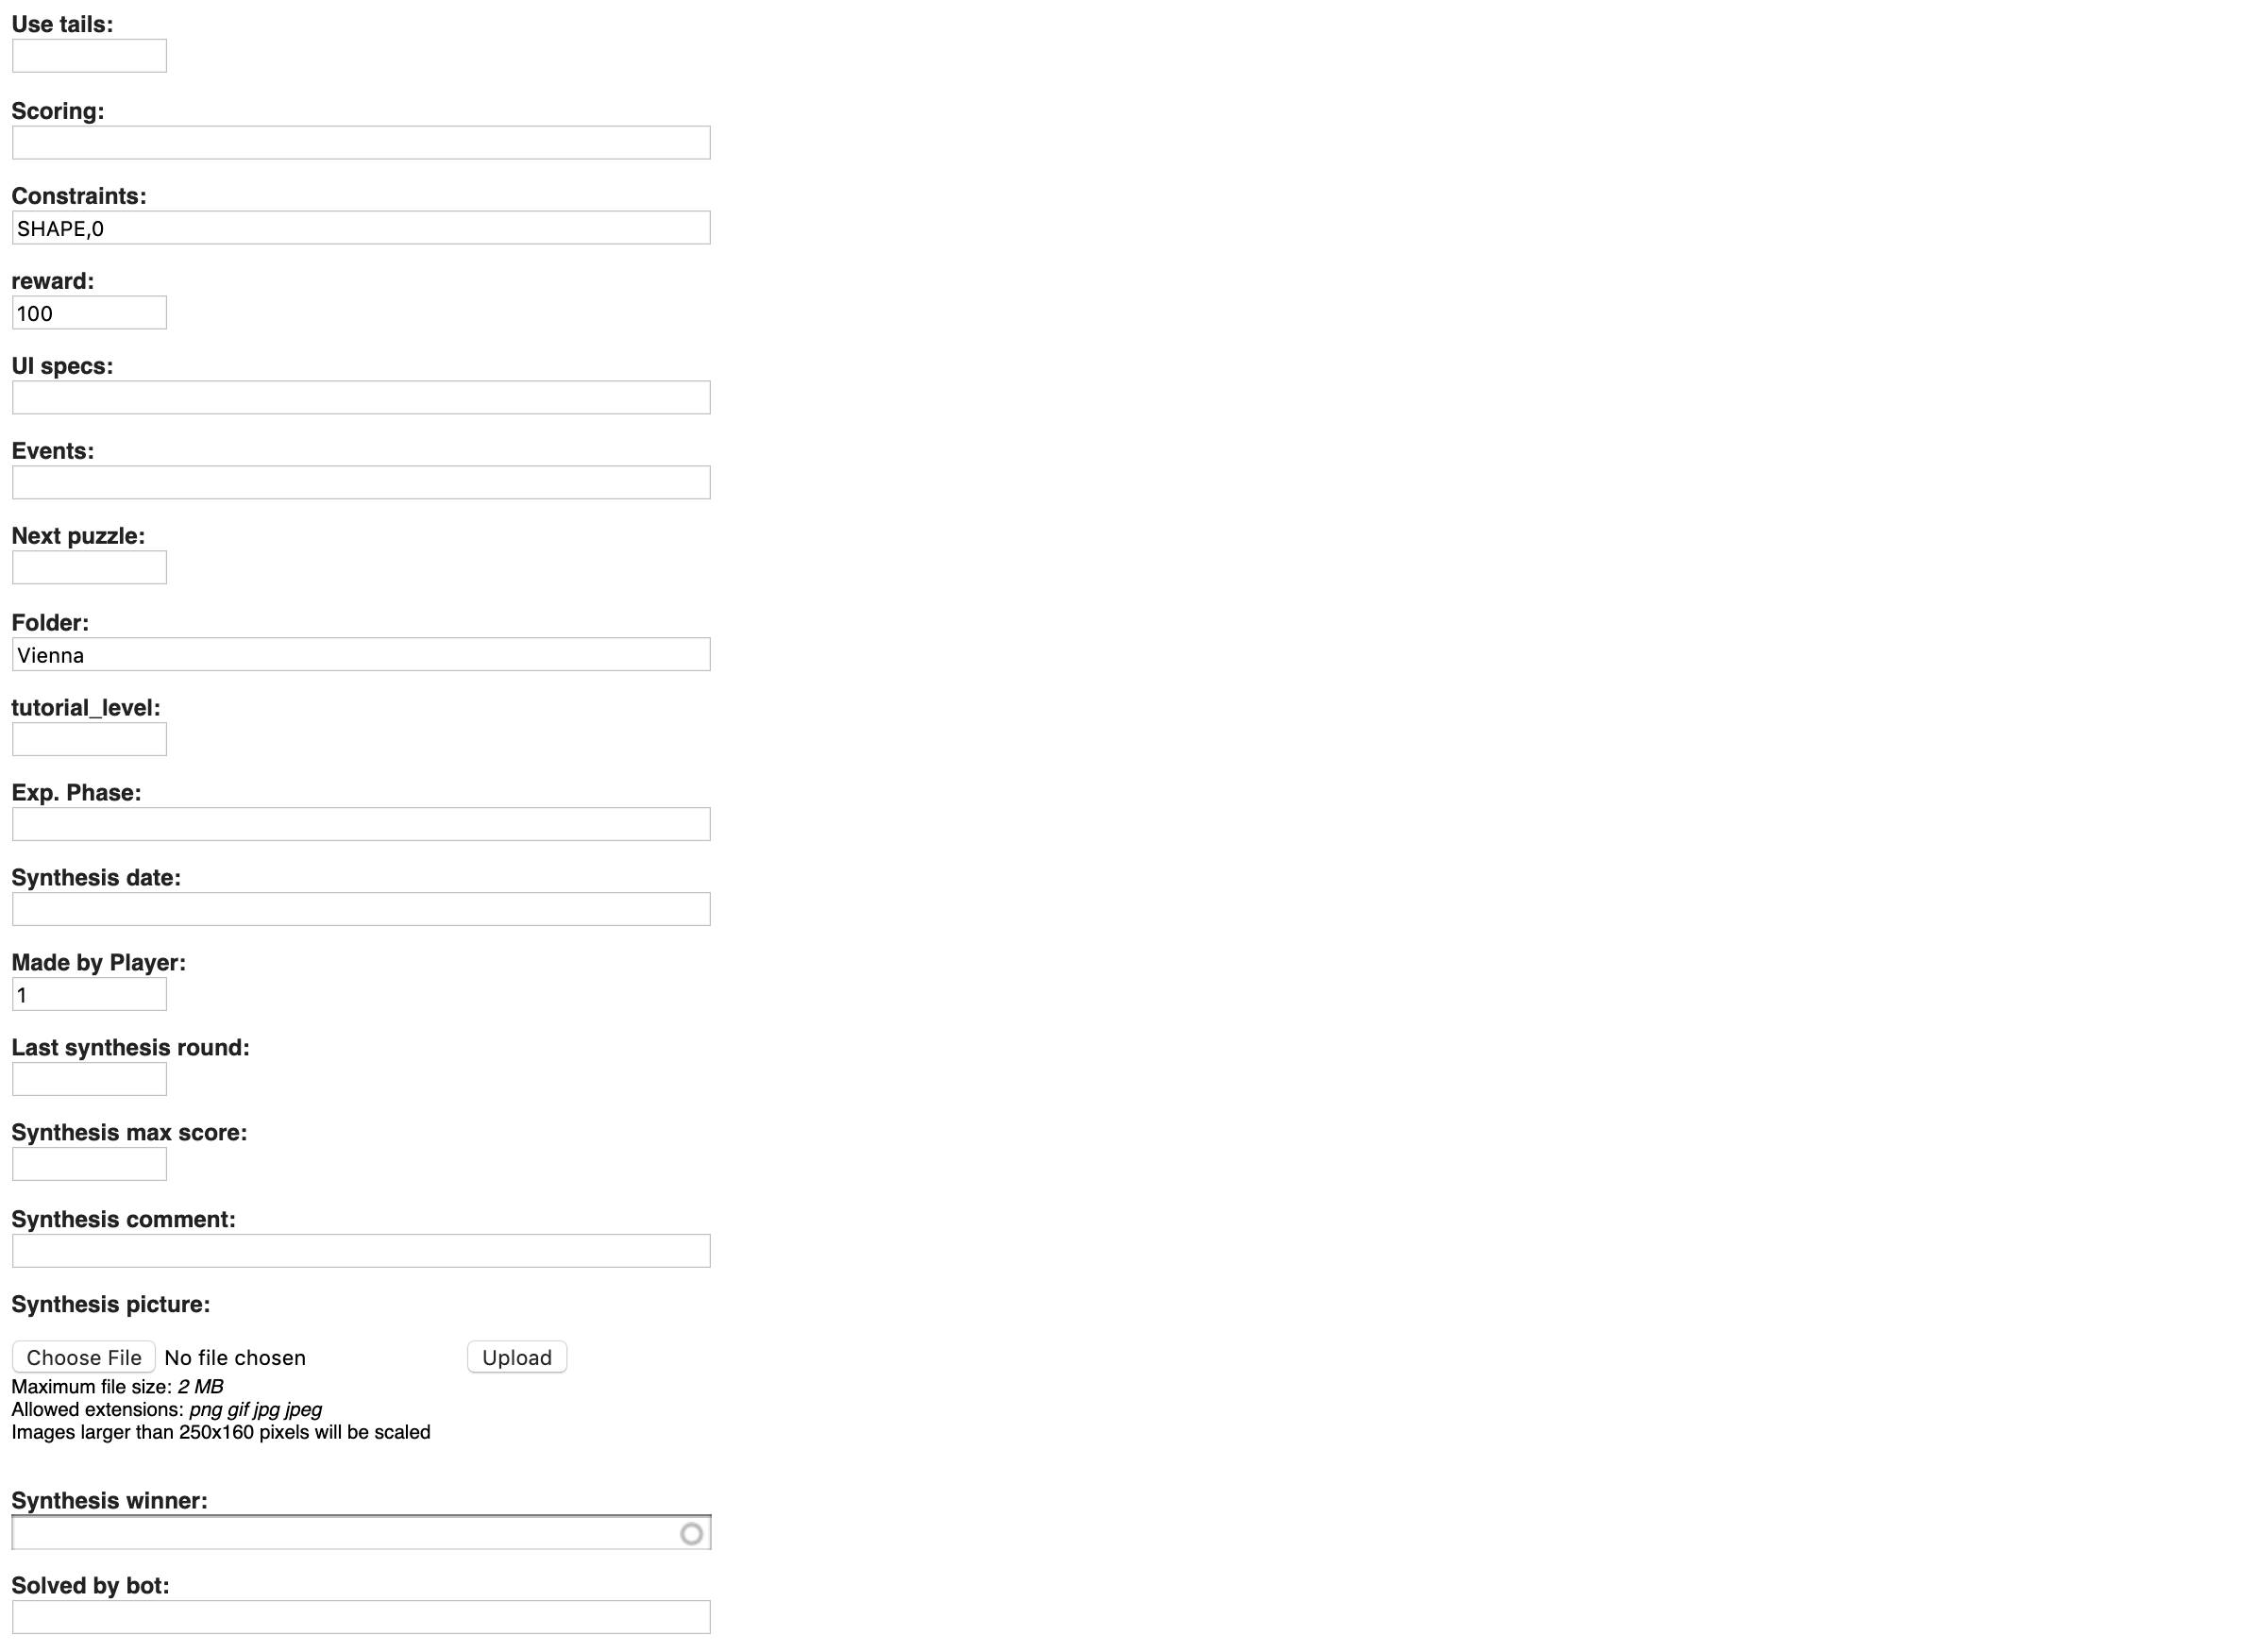 Use tails:
Scoring:
Constraints:
SHAPE,0
reward:
100
UI specs:
Events:
Next puzzle:
Folder:
Vienna
tutorial_level:
Exp. Phase:
Synthesis date:
Made by Player:
1
Last synthesis round:
Synthesis max score:
Synthesis comment:
Synthesis picture:
Choose File No file chosen Upload
Maximum file size: 2 MB
Allowed extensions: png gif jpg jpeg
Images larger than 250x160 pixels will be scaled
Synthesis winner:
Solved by bot: